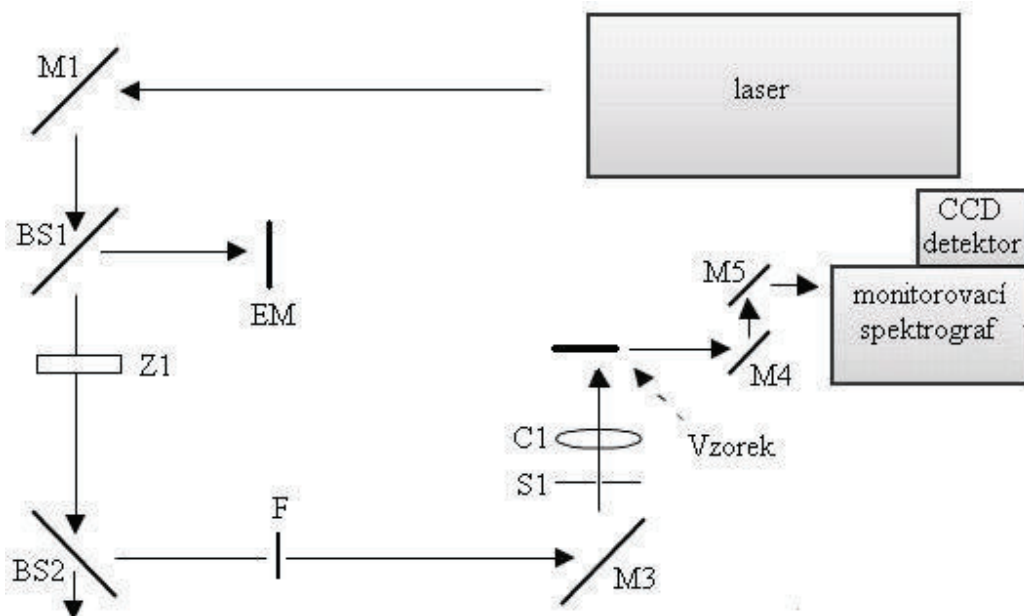 M1
laser
BS1
EM
CCD
detektor
M5
monitorovací
spektrograf
Z1
M4
C1
Vzorek
S1
F
BS2
M3